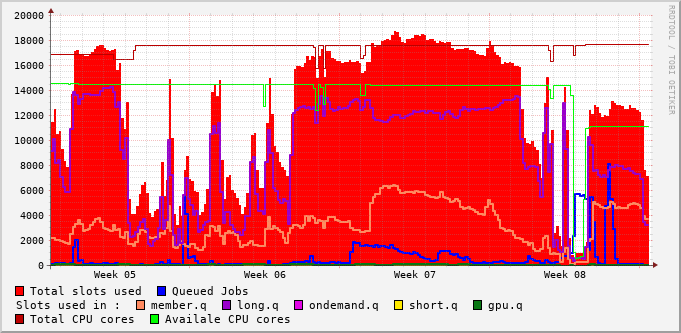 20000
18000
16000
14000
12000
10000
8000
6000
4000
2000
0
Week 05 Week 06 Week 07 Week 08
RRDTOOL / TOBI OETIKER
Total slots used Queued Jobs
Slots used in : member.q long.q ondemand.q short.q gpu.q
Total CPU cores Availale CPU cores